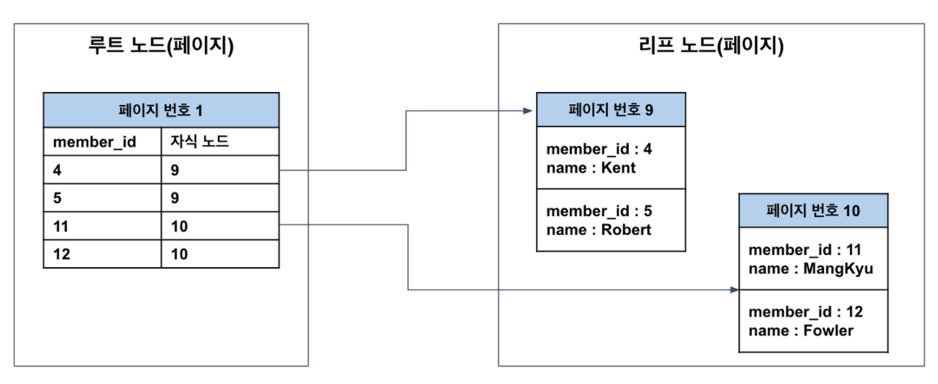 루트 노드(페이지)
페이지 번호 1
member_id 자식 노드
4 9
5 9
11 10
12 10
리프 노드(페이지)
페이지 번호 9
member_id : 4
name : Kent
member_id : 5
name : Robert
페이지 번호 10
member_id : 11
name : MangKyu
member_id : 12
name : Fowler